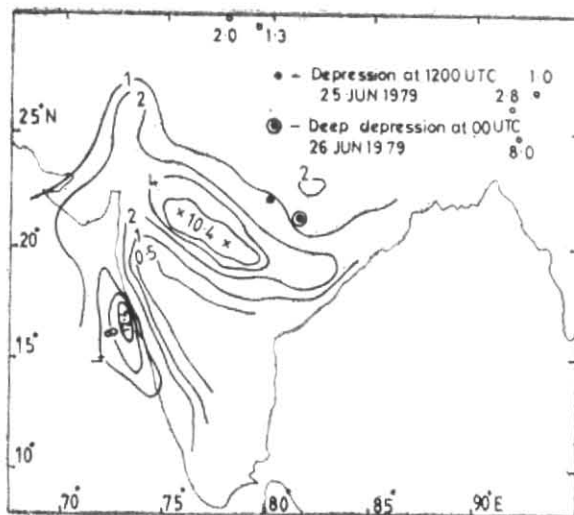 2·0 1·3
• – Depression at 1200 UTC 1·0
25 JUN 1979 2·8
– Deep depression at 00 UTC
26 JUN 1979 8·0
1
2
25° N
2
4
×10·4 ×
20°
2
1
0·5
8
15°
1
10°
70° 75° 80° 85° 90° E